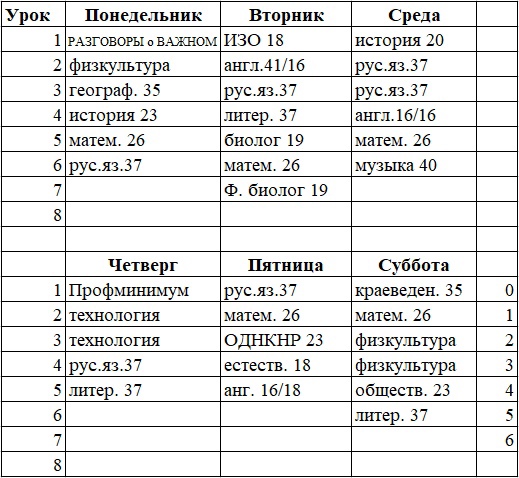 Урок Понедельник Вторник Среда
1 РАЗГОВОРЫ о ВАЖНОМ ИЗО 18 история 20
2 физкультура англ.41/16 рус.яз.37
3 географ. 35 рус.яз.37 рус.яз.37
4 история 23 литер. 37 англ.16/16
5 матем. 26 биолог 19 матем. 26
6 рус.яз.37 матем. 26 музыка 40
7 Ф. биолог 19
8
Четверг Пятница Суббота
1 Профминимум рус.яз.37 краеведен. 35 0
2 технология матем. 26 матем. 26 1
3 технология ОДНКНР 23 физкультура 2
4 рус.яз.37 естеств. 18 физкультура 3
5 литер. 37 анг. 16/18 обществ. 23 4
6 литер. 37 5
7 6
8